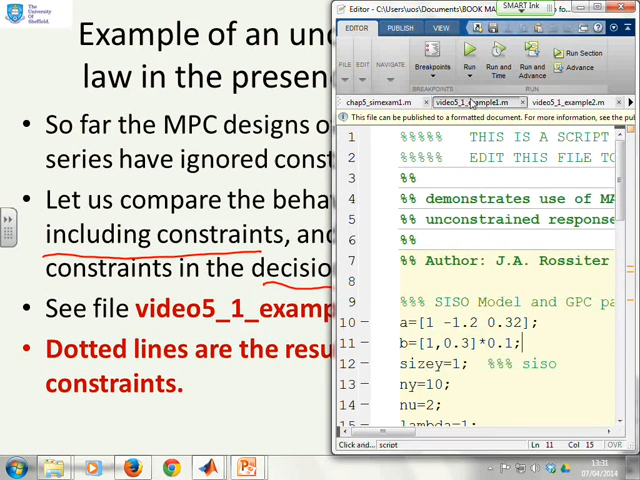 The
University
Of
Sheffield.
Example of an un
law in the presen
• So far the MPC designs o
series have ignored const
• Let us compare the beha
including constraints, and
constraints in the decisio
• See file video5_1_examp
• Dotted lines are the resu
constraints.
SMART Ink
Editor - C:\Users\uos\Documents\BOOK MA
EDITOR PUBLISH VIEW
FILE EDIT NAVIGATE Breakpoints Run Run and Time Run and Advance Run Section Advance
BREAKPOINTS RUN
chap5_simexam1.m × video5_1_example1.m × video5_1_example2.m ×
This file can be published to a formatted document. For more information, see the pu
1 %%%%% THIS IS A SCRIPT
2 %%%%% EDIT THIS FILE TO
3 %%
4 %% demonstrates use of MA
5 %% unconstrained response
6 %%
7 %% Author: J.A. Rossiter
8
9 %%% SISO Model and GPC pa
10 a=[1 -1.2 0.32];
11 b=[1,0.3]*0.1;
12 sizey=1; %%% siso
13 ny=10;
14 nu=2;
15 lambda=1;
Click and... script Ln 11 Col 15 OVR
13:31
07/04/2014